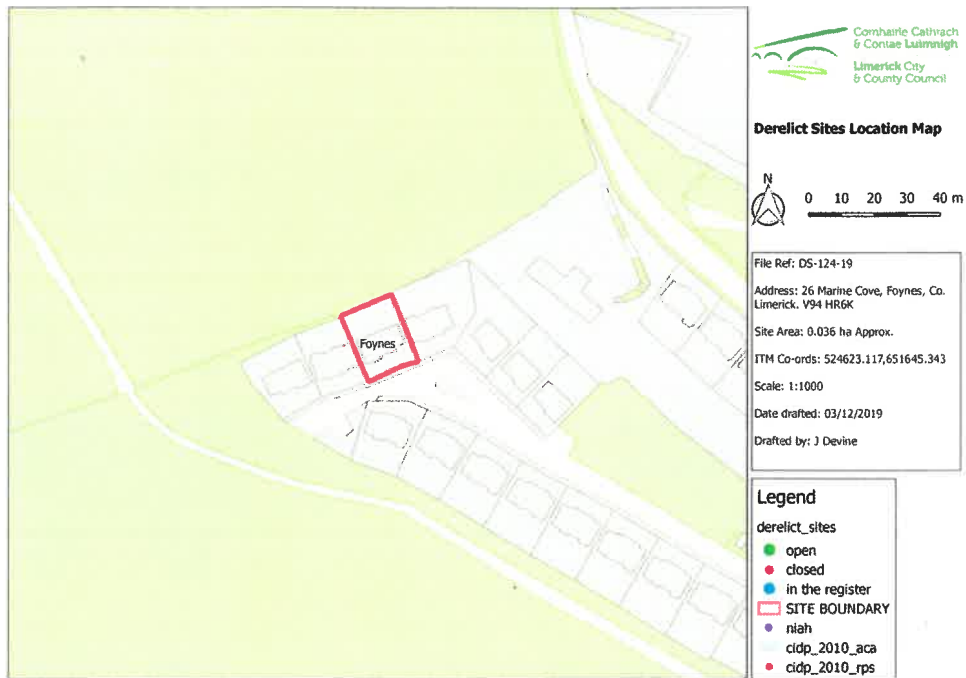 Comhairle Cathrach
& Contae Luimnigh
Limerick City
& County Council
Derelict Sites Location Map
N
0 10 20 30 40 m
File Ref: DS-124-19
Address: 26 Marine Cove, Foynes, Co.
Limerick. V94 HR6K
Site Area: 0.036 ha Approx.
ITM Co-ords: 524623.117,651645.343
Scale: 1:1000
Date drafted: 03/12/2019
Drafted by: J Devine
Foynes
Legend
derelict_sites
open
closed
in the register
SITE BOUNDARY
niah
cidp_2010_aca
cidp_2010_rps